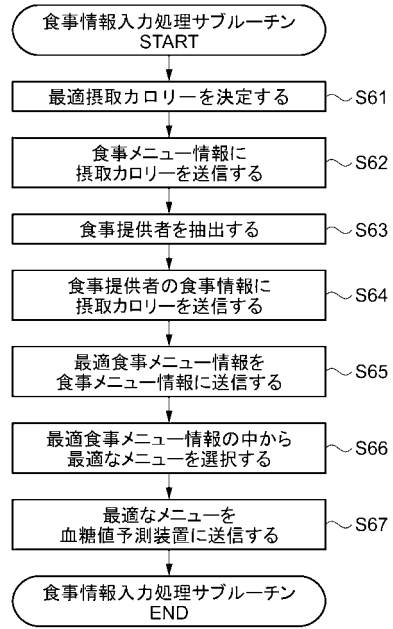 食事情報入力処理サブルーチン
START
最適摂取カロリーを決定する
S61
食事メニュー情報に
摂取カロリーを送信する
S62
食事提供者を抽出する
S63
食事提供者の食事情報に
摂取カロリーを送信する
S64
最適食事メニュー情報を
食事メニュー情報に送信する
S65
最適食事メニュー情報の中から
最適なメニューを選択する
S66
最適なメニューを
血糖値予測装置に送信する
S67
食事情報入力処理サブルーチン
END